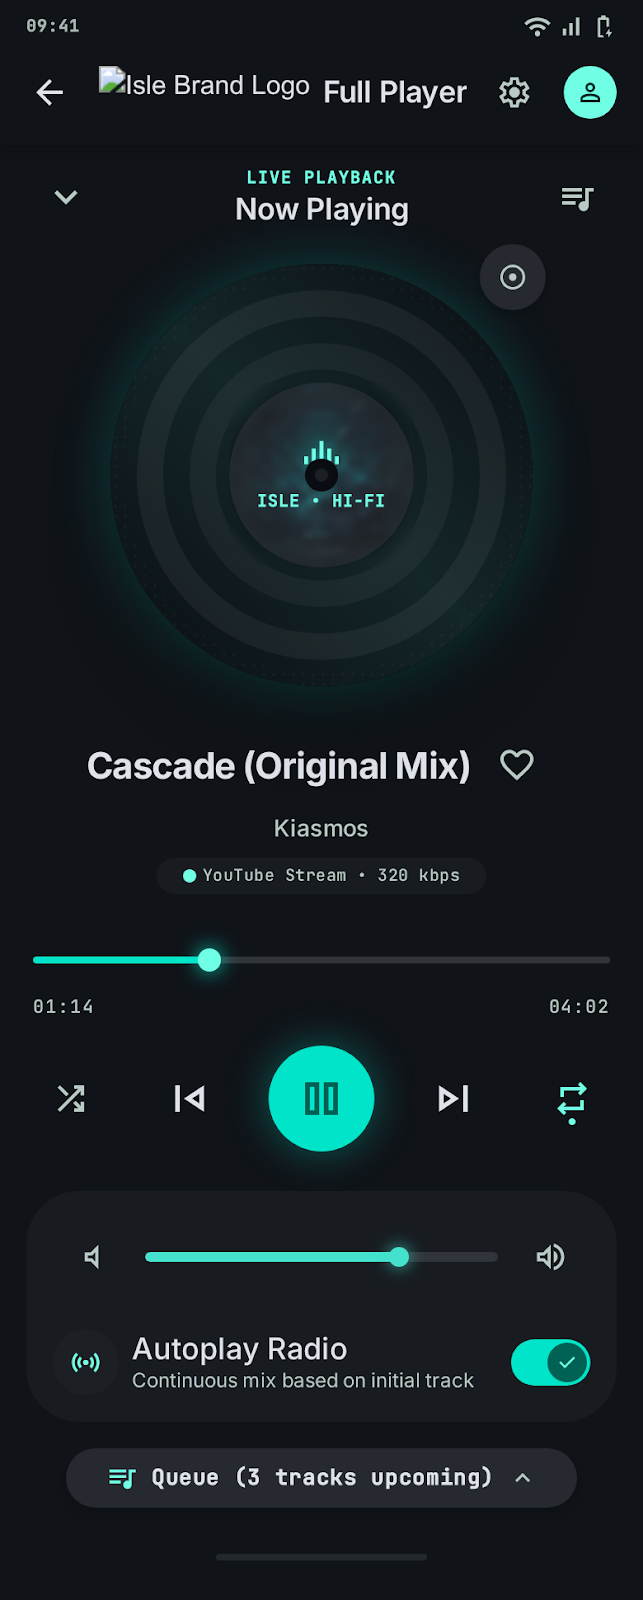 09:41
Isle Brand Logo Full Player
LIVE PLAYBACK
Now Playing
ISLE • HI-FI
Cascade (Original Mix)
Kiasmos
YouTube Stream • 320 kbps
01:14 04:02
Autoplay Radio
Continuous mix based on initial track
Queue (3 tracks upcoming)